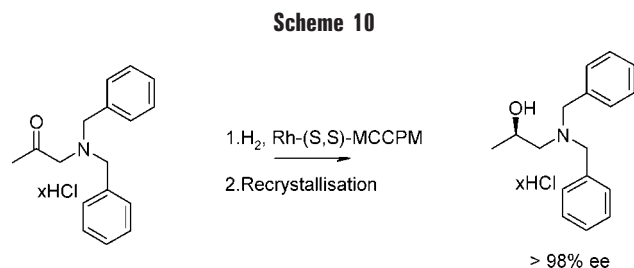 Scheme 10
O
N
xHCl
1.H₂, Rh-(S,S)-MCCPM
2.Recrystallisation
OH
N
xHCl
> 98% ee